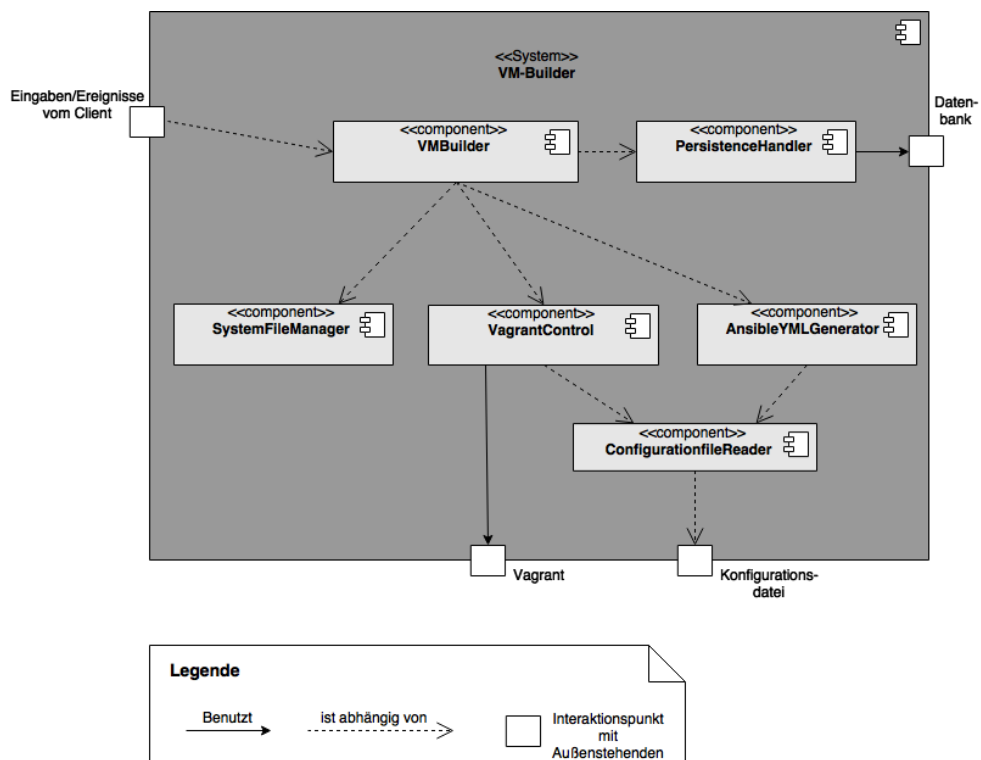 <<System>>
VM-Builder
Eingaben/Ereignisse
vom Client
Daten-
bank
<<component>>
VMBuilder
<<component>>
PersistenceHandler
<<component>>
SystemFileManager
<<component>>
VagrantControl
<<component>>
AnsibleYMLGenerator
<<component>>
ConfigurationfileReader
Vagrant
Konfigurations-
datei
Legende
Benutzt
ist abhängig von
Interaktionspunkt
mit
Außenstehenden